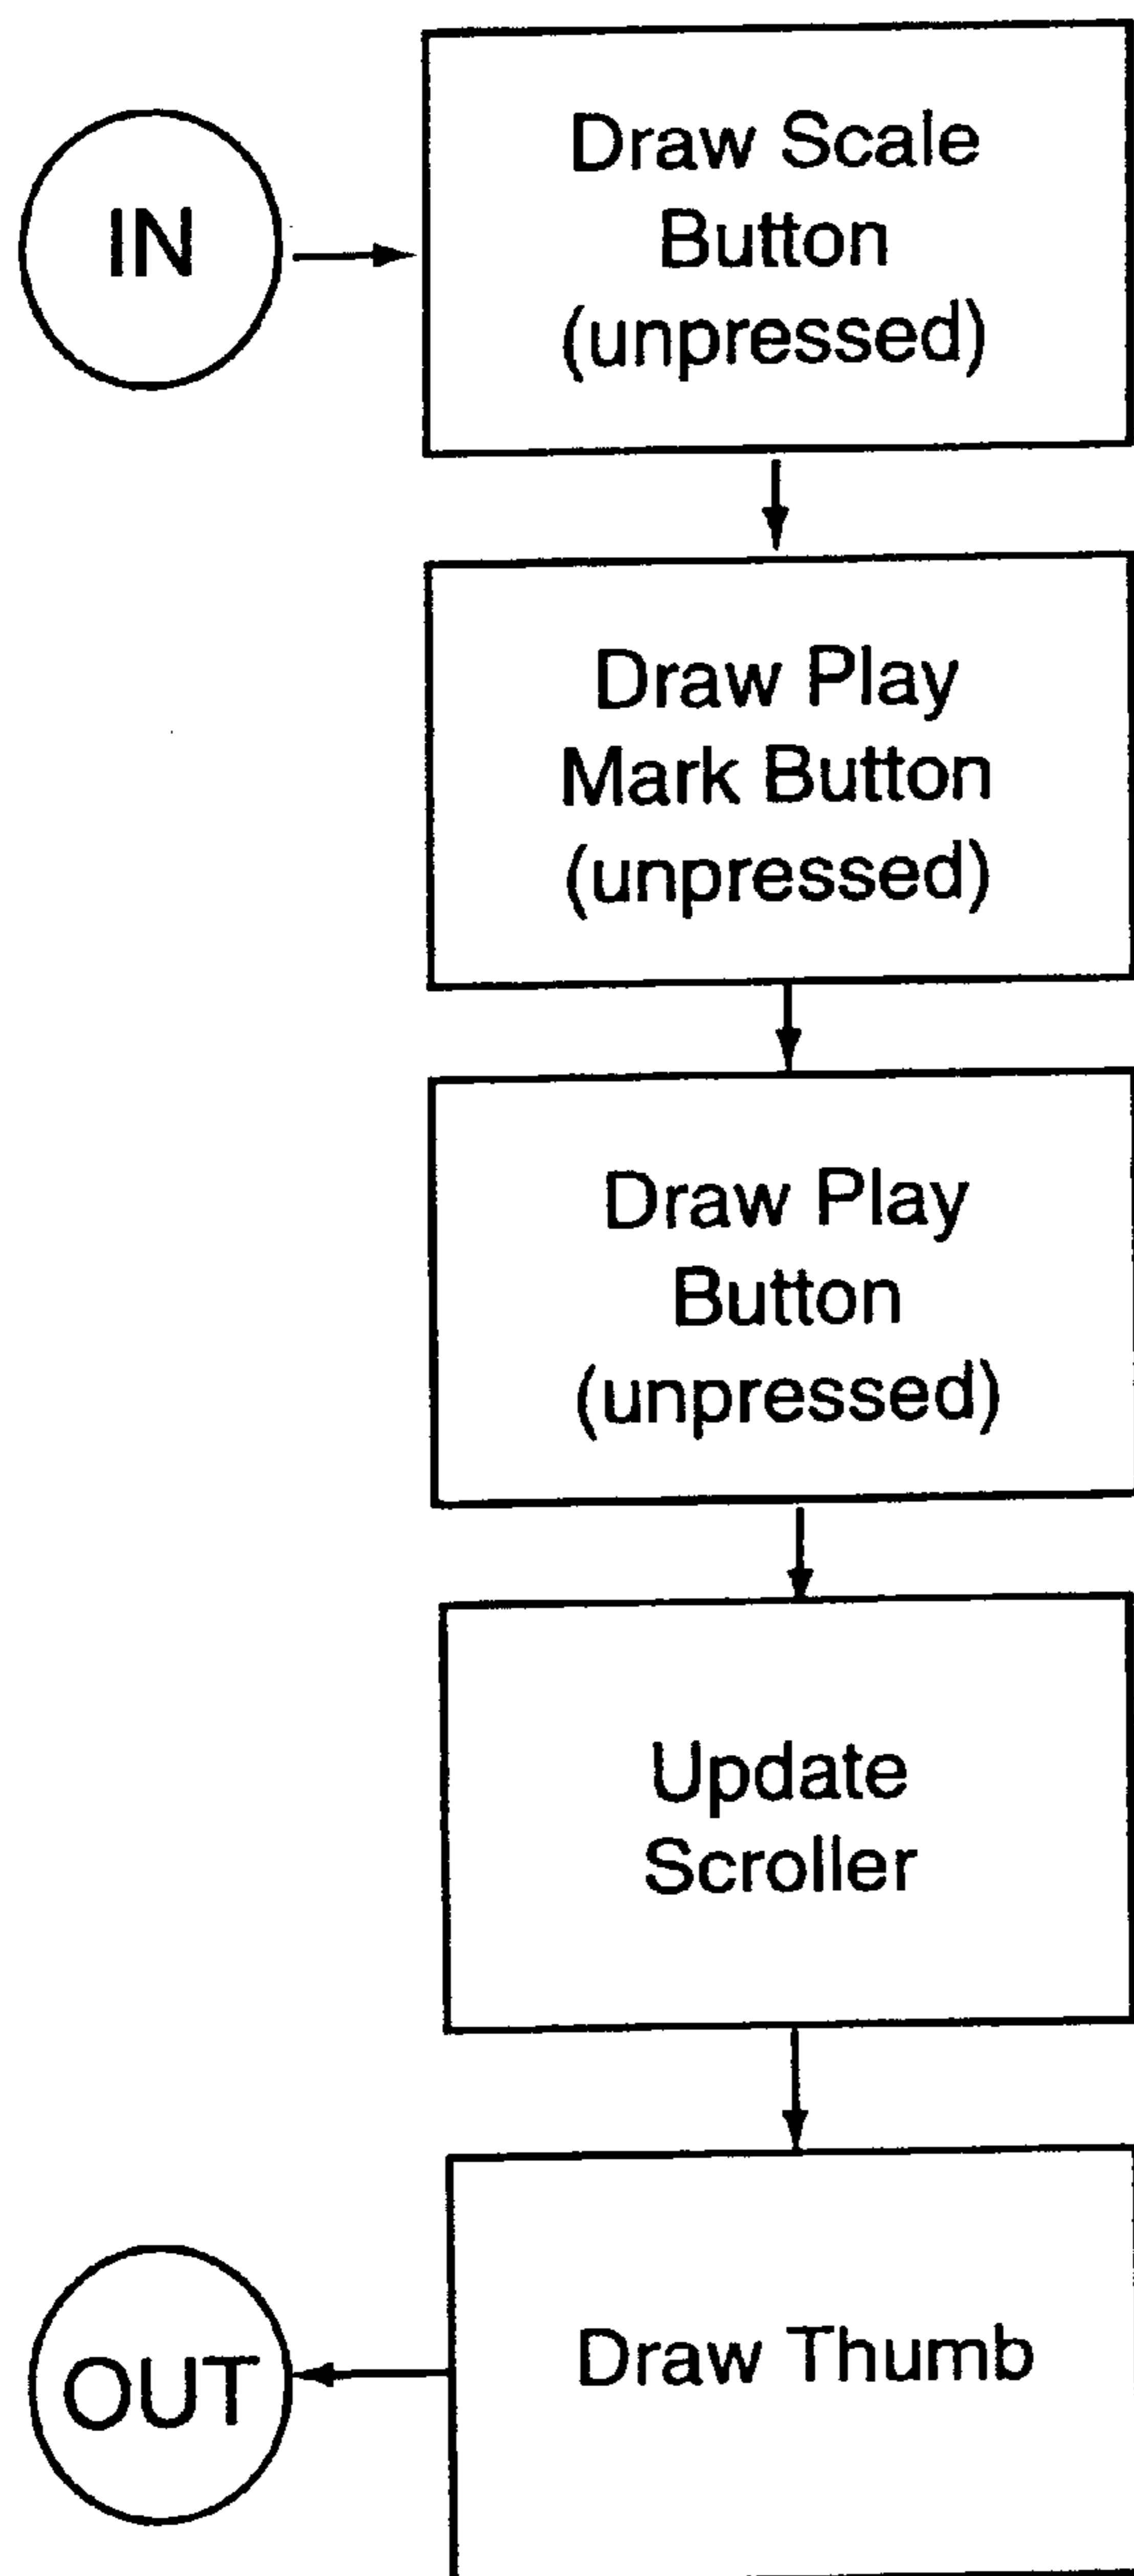 IN
Draw Scale
Button
(unpressed)
Draw Play
Mark Button
(unpressed)
Draw Play
Button
(unpressed)
Update
Scroller
Draw Thumb
OUT